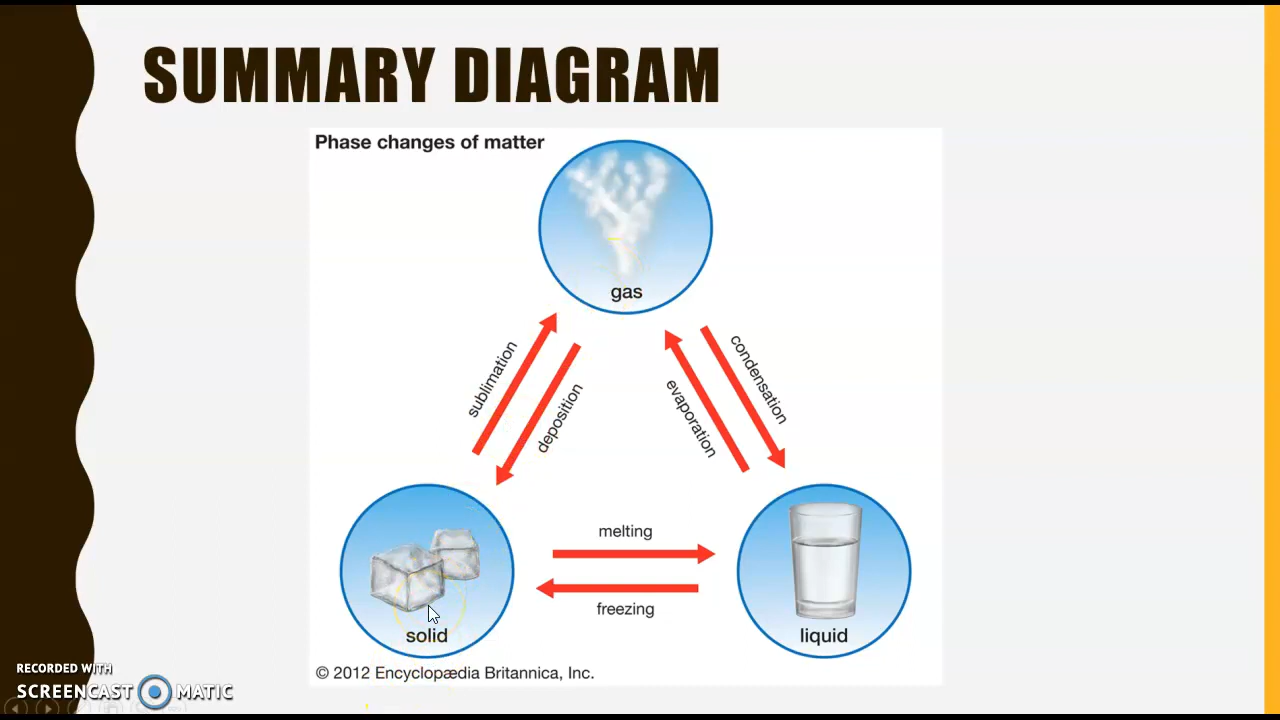 SUMMARY DIAGRAM
Phase changes of matter
gas
sublimation
deposition
evaporation
condensation
melting
freezing
solid
liquid
© 2012 Encyclopædia Britannica, Inc.
RECORDED WITH
SCREENCAST MATIC